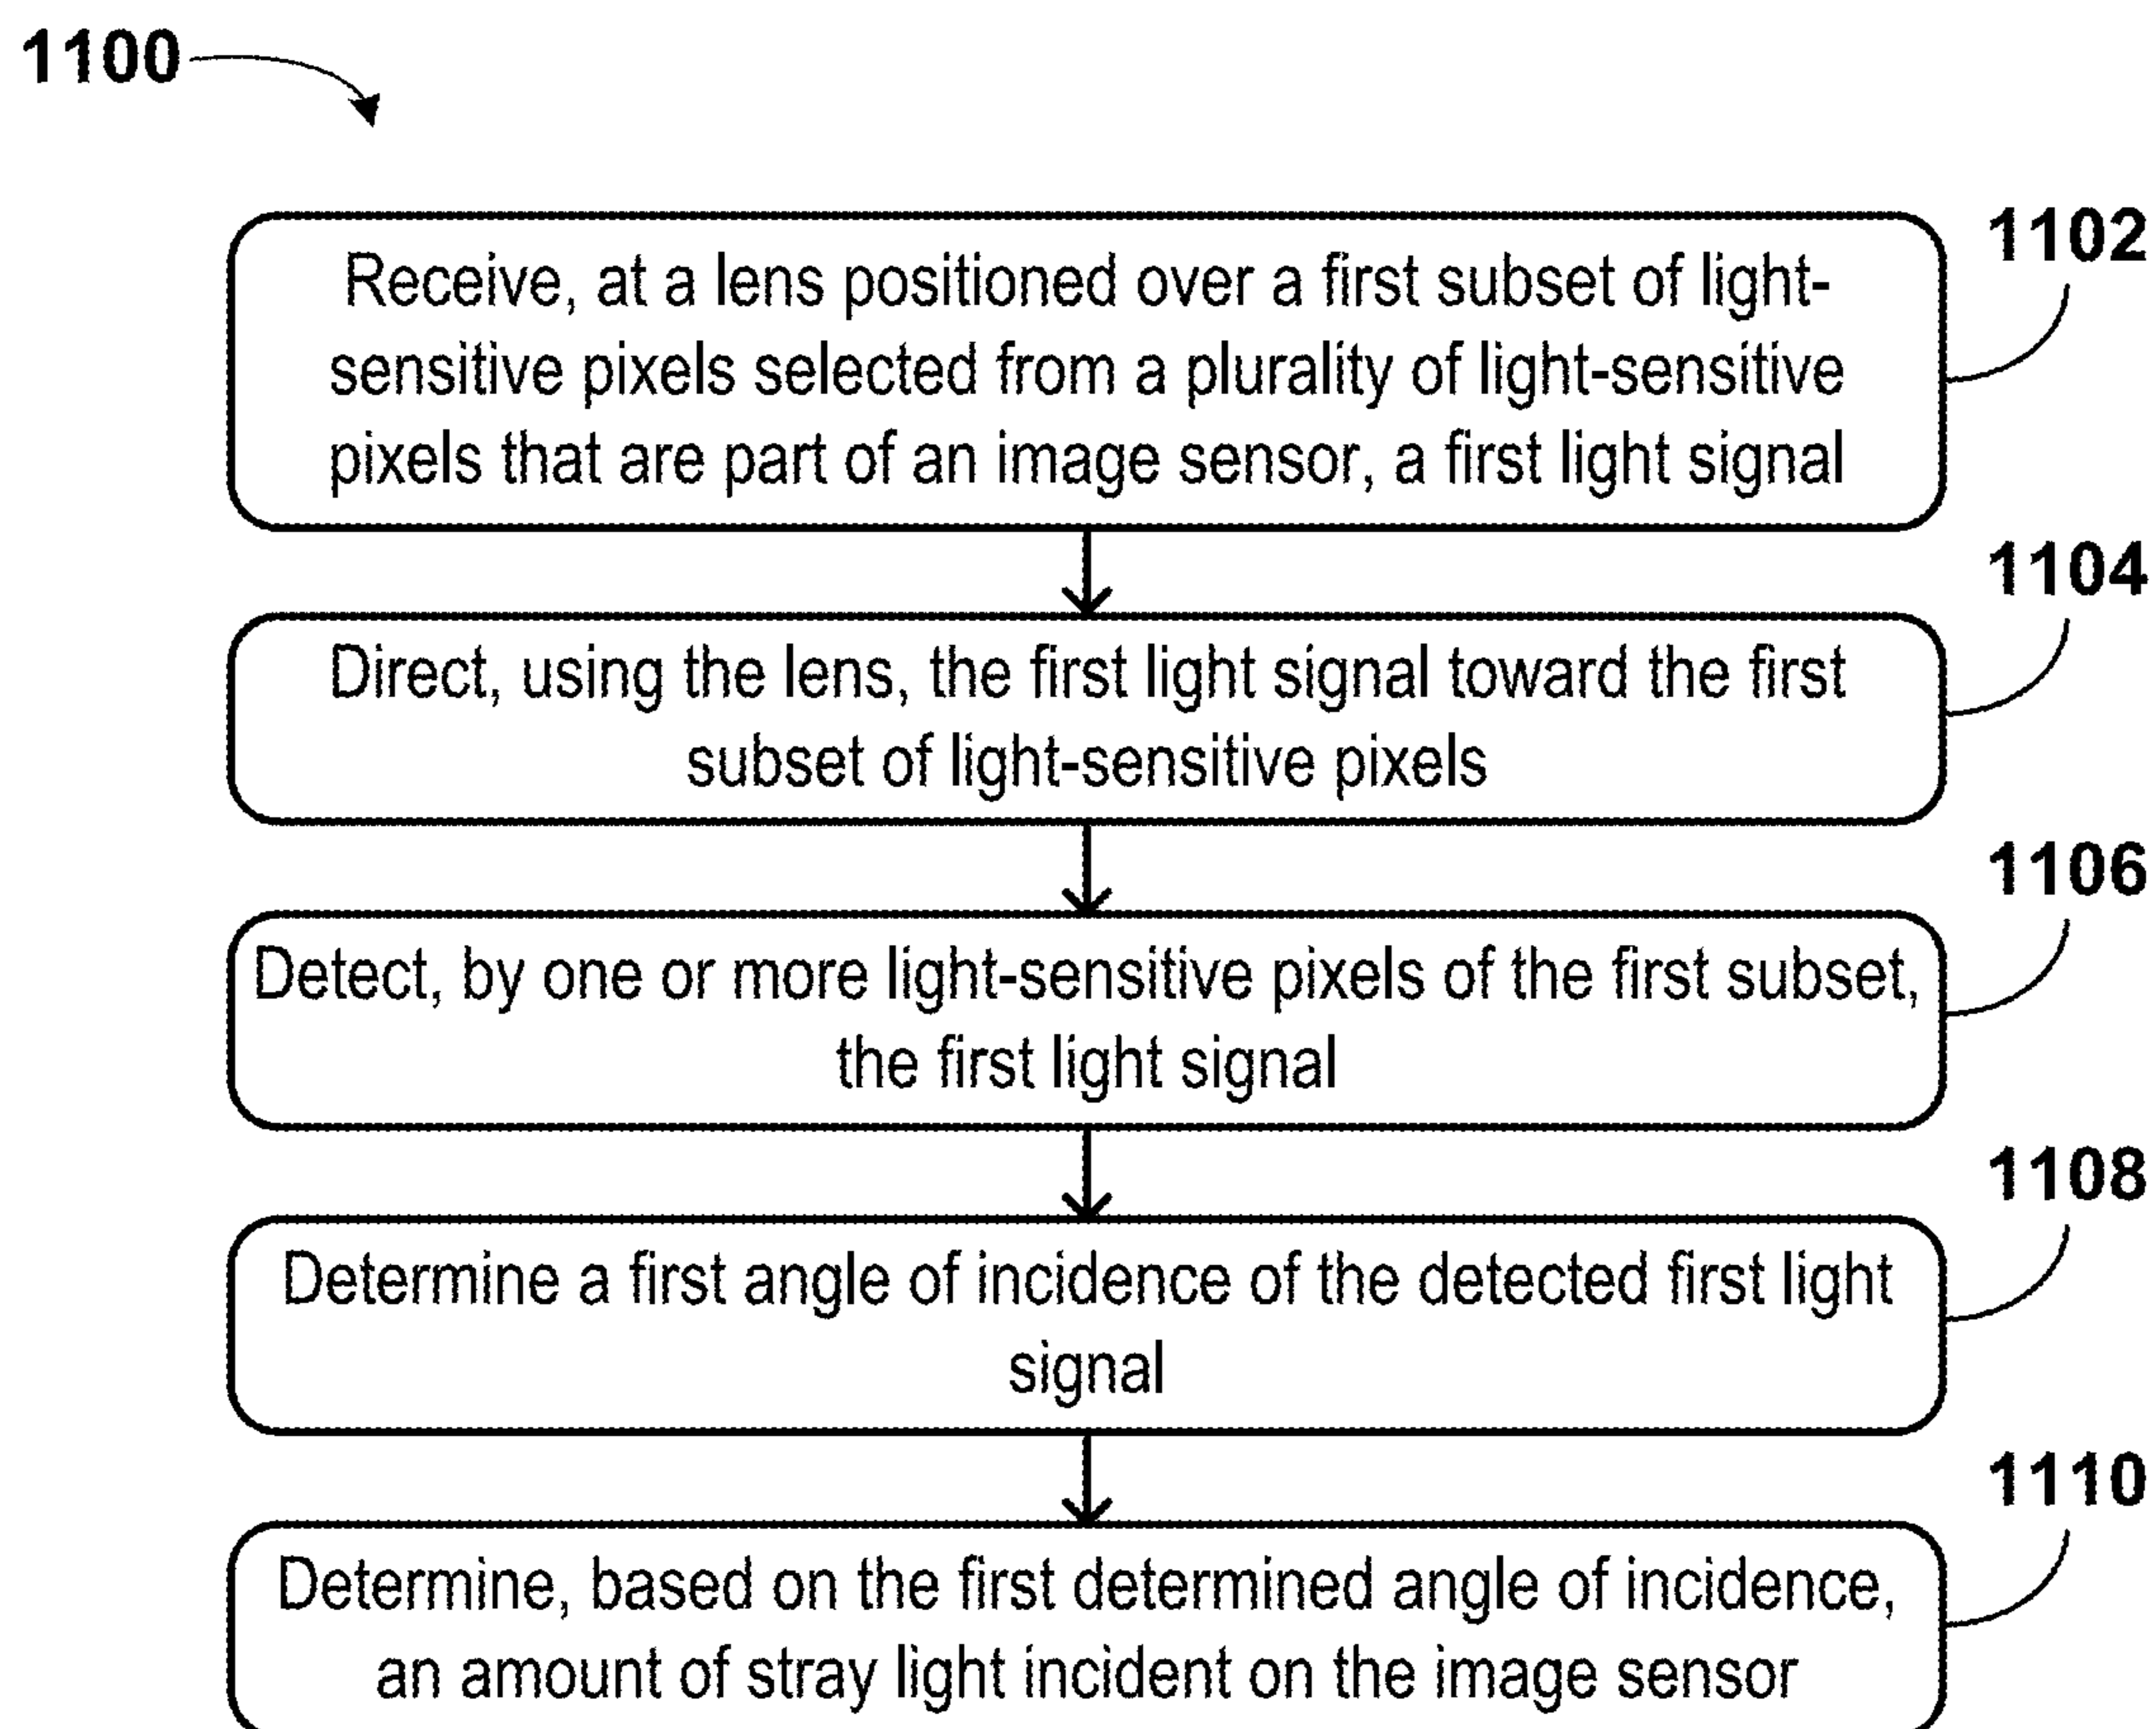 1100
1102
Receive, at a lens positioned over a first subset of light-
sensitive pixels selected from a plurality of light-sensitive
pixels that are part of an image sensor, a first light signal
1104
Direct, using the lens, the first light signal toward the first
subset of light-sensitive pixels
1106
Detect, by one or more light-sensitive pixels of the first subset,
the first light signal
1108
Determine a first angle of incidence of the detected first light
signal
1110
Determine, based on the first determined angle of incidence,
an amount of stray light incident on the image sensor